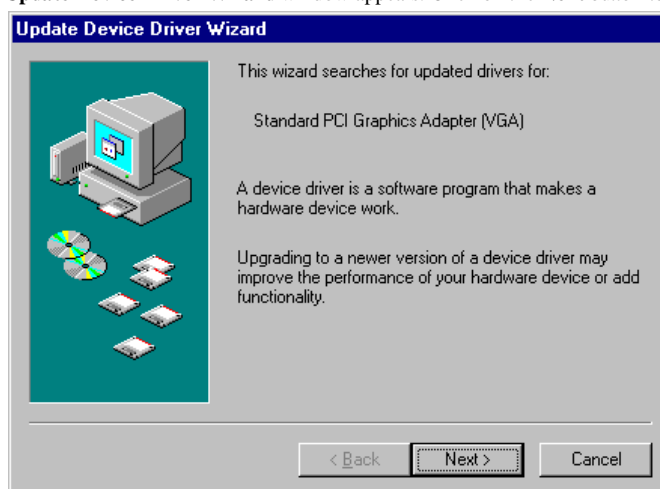 Update Device Driver Wizard
This wizard searches for updated drivers for:
Standard PCI Graphics Adapter (VGA)
A device driver is a software program that makes a
hardware device work.
Upgrading to a newer version of a device driver may
improve the performance of your hardware device or add
functionality.
< Back
Next >
Cancel